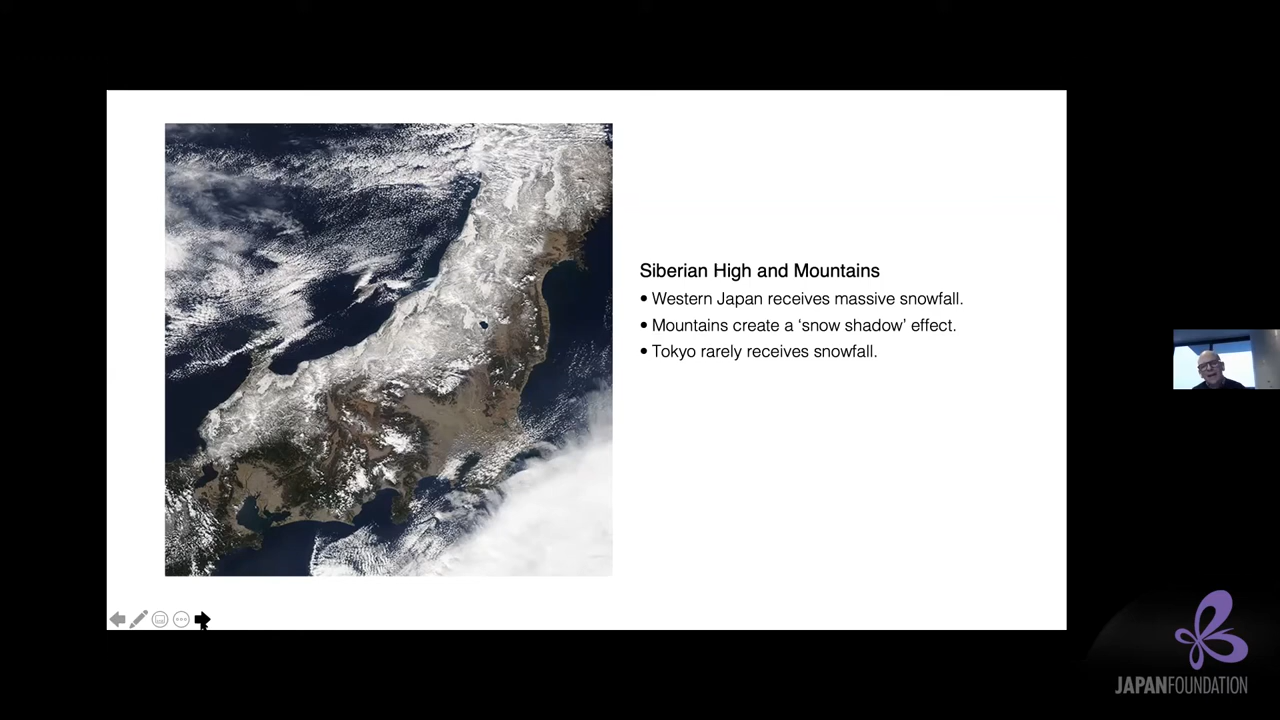 Siberian High and Mountains
• Western Japan receives massive snowfall.
• Mountains create a ‘snow shadow’ effect.
• Tokyo rarely receives snowfall.
JAPANFOUNDATION